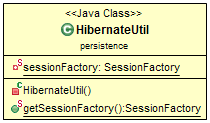 <<Java Class>>
HibernateUtil
persistence
sessionFactory: SessionFactory
HibernateUtil()
getSessionFactory():SessionFactory